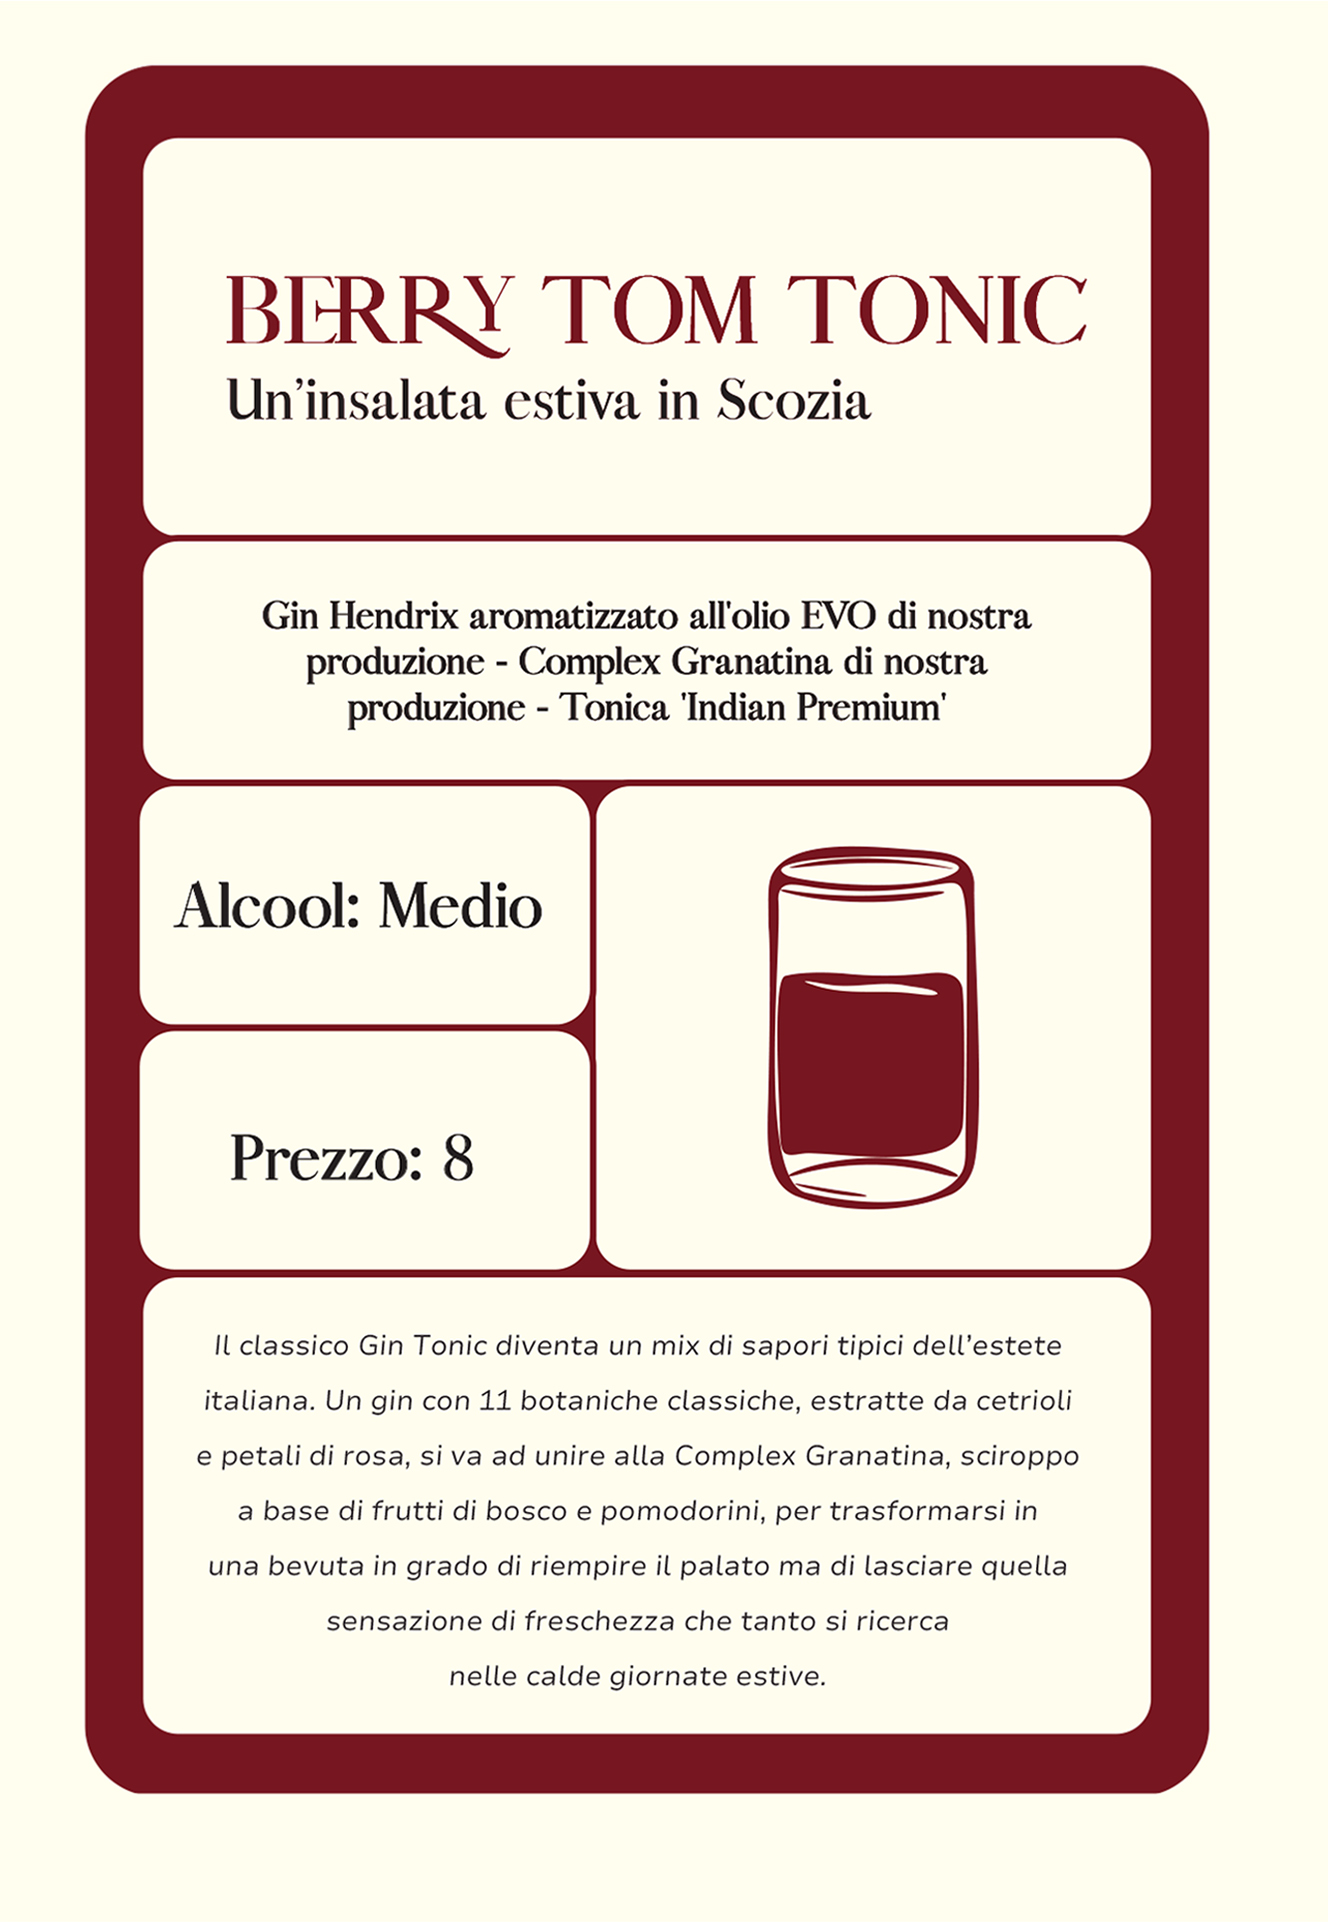 BERRY TOM TONIC
Un’insalata estiva in Scozia
Gin Hendrix aromatizzato all'olio EVO di nostra
produzione - Complex Granatina di nostra
produzione - Tonica 'Indian Premium'
Alcool: Medio
Prezzo: 8
Il classico Gin Tonic diventa un mix di sapori tipici dell’estete
italiana. Un gin con 11 botaniche classiche, estratte da cetrioli
e petali di rosa, si va ad unire alla Complex Granatina, sciroppo
a base di frutti di bosco e pomodorini, per trasformarsi in
una bevuta in grado di riempire il palato ma di lasciare quella
sensazione di freschezza che tanto si ricerca
nelle calde giornate estive.